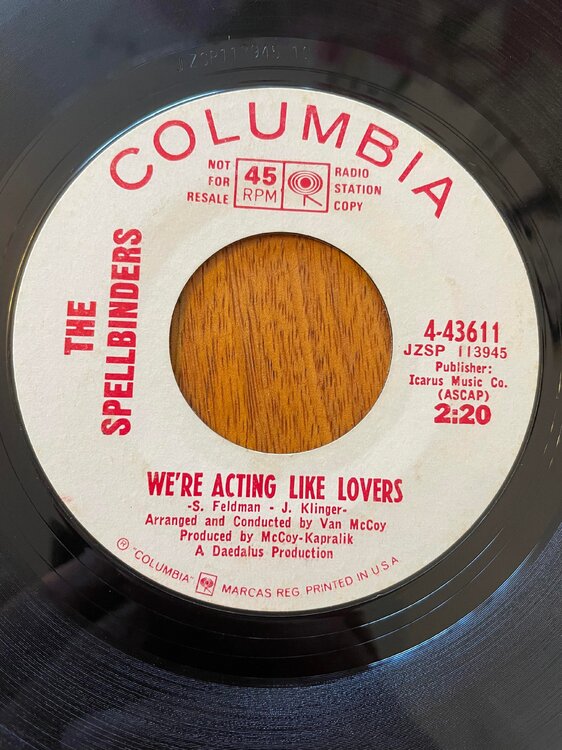 COLUMBIA
NOT
FOR
RESALE
45
RPM
RADIO
STATION
COPY
THE
SPELLBINDERS
4-43611
JZSP 113945
Publisher:
Icarus Music Co.
(ASCAP)
2:20
WE'RE ACTING LIKE LOVERS
-S. Feldman - J. Klinger-
Arranged and Conducted by Van McCoy
Produced by McCoy-Kapralik
A Daedalus Production
Ⓡ "COLUMBIA" MARCAS REG. PRINTED IN U.S.A